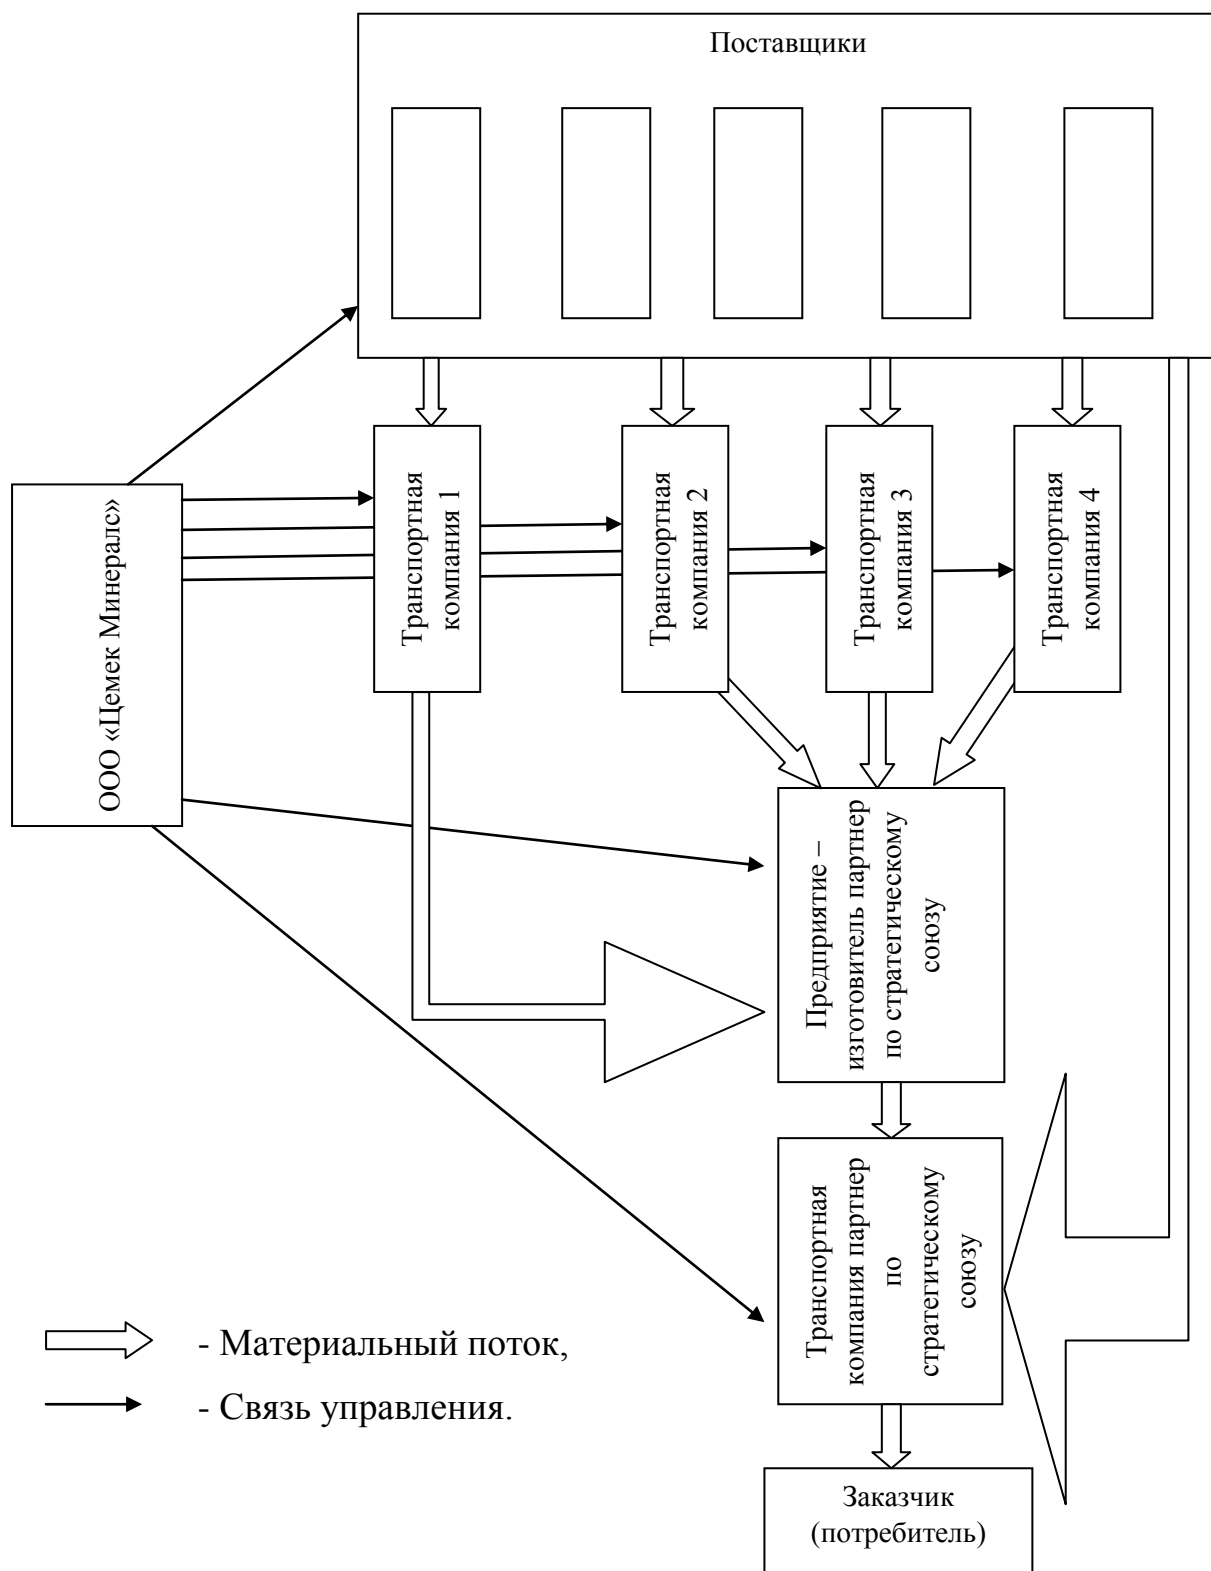 Поставщики
ООО «Цемек Минералс»
Транспортная
компания 1
Транспортная
компания 2
Транспортная
компания 3
Транспортная
компания 4
Предприятие –
изготовитель партнер
по стратегическому
союзу
Транспортная
компания партнер
по
стратегическому
союзу
- Материальный поток,
- Связь управления.
Заказчик
(потребитель)